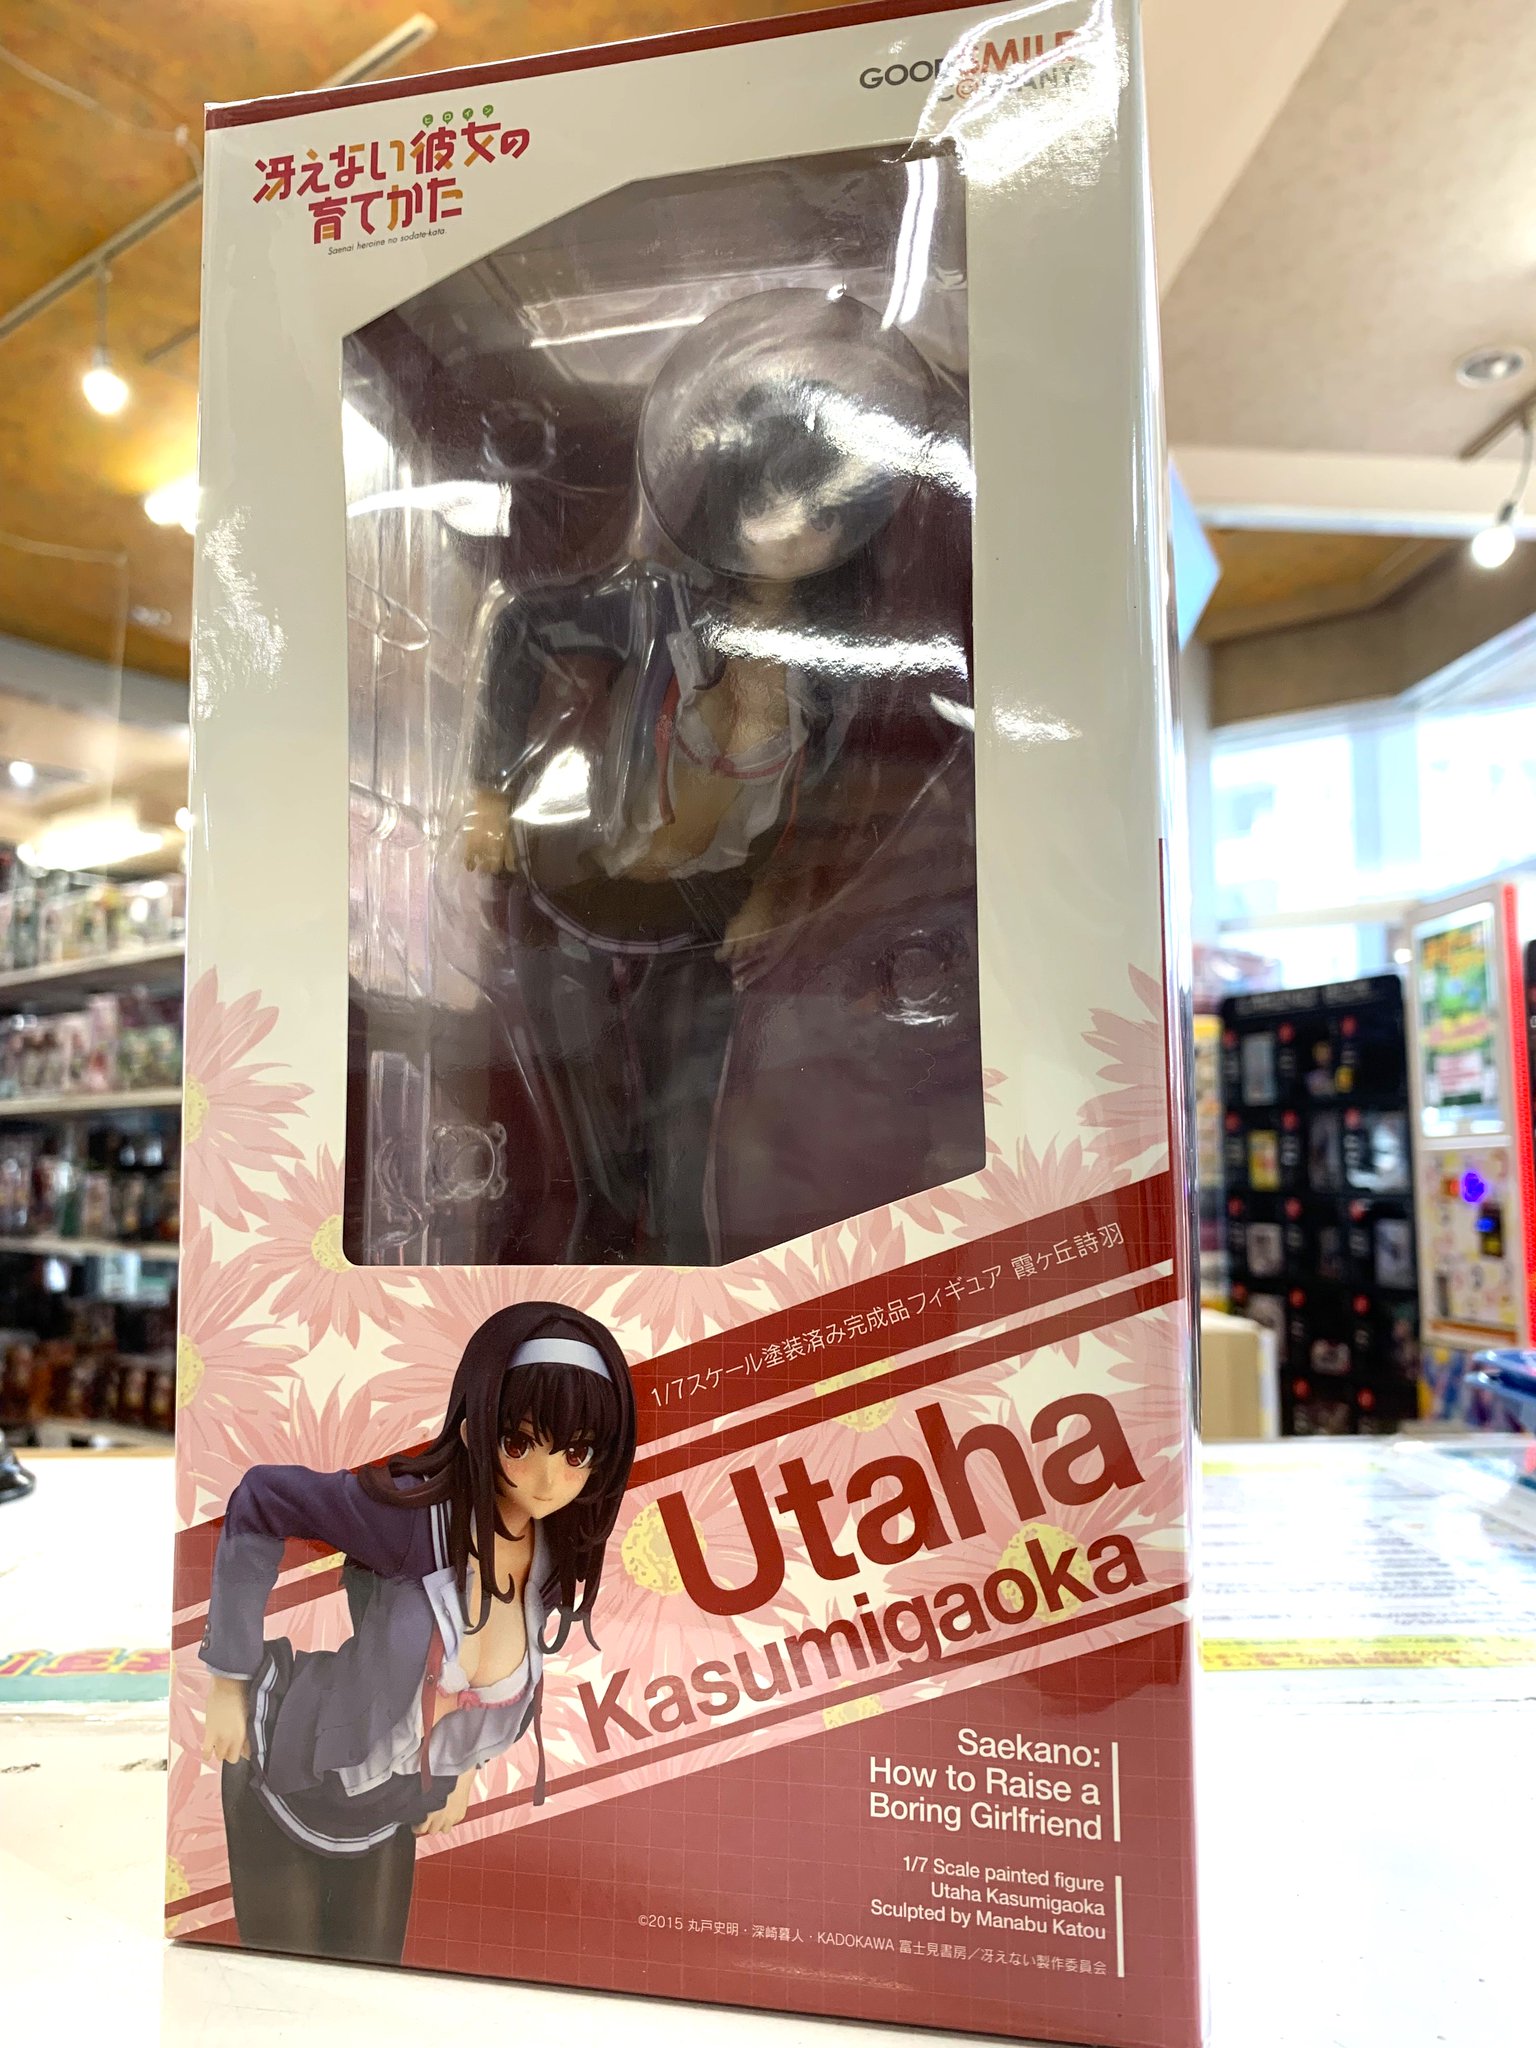 GOOD SMILE
COMPANY
ヒロイン
冴えない彼女の
育てかた
Saenai heroine no sodate-kata.
1/7スケール塗装済み完成品フィギュア 霞ヶ丘詩羽
Utaha
Kasumigaoka
Saekano:
How to Raise a
Boring Girlfriend
1/7 Scale painted figure
Utaha Kasumigaoka
Sculpted by Manabu Katou
©2015 丸戸史明・深崎暮人・KADOKAWA 富士見書房／冴えない製作委員会